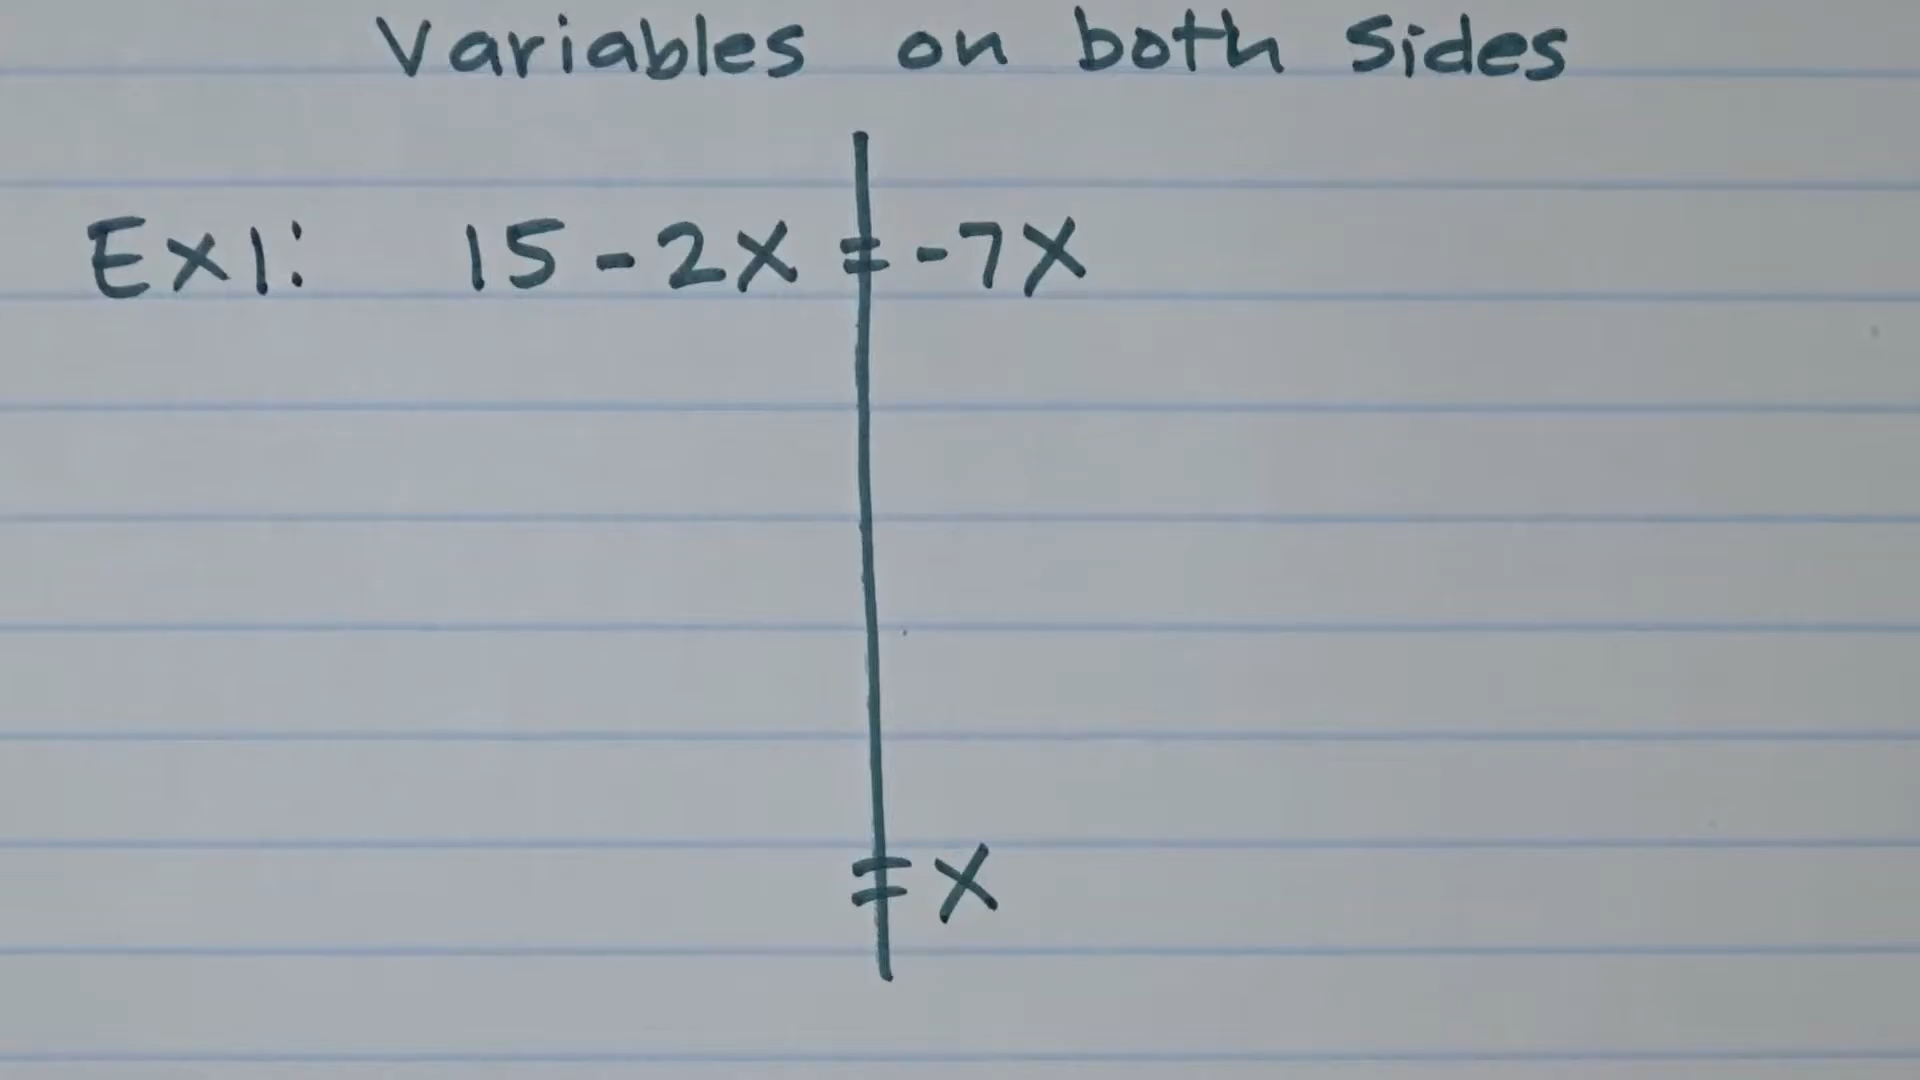 Variables on both sides
Ex1: 15 - 2x = -7x
= x